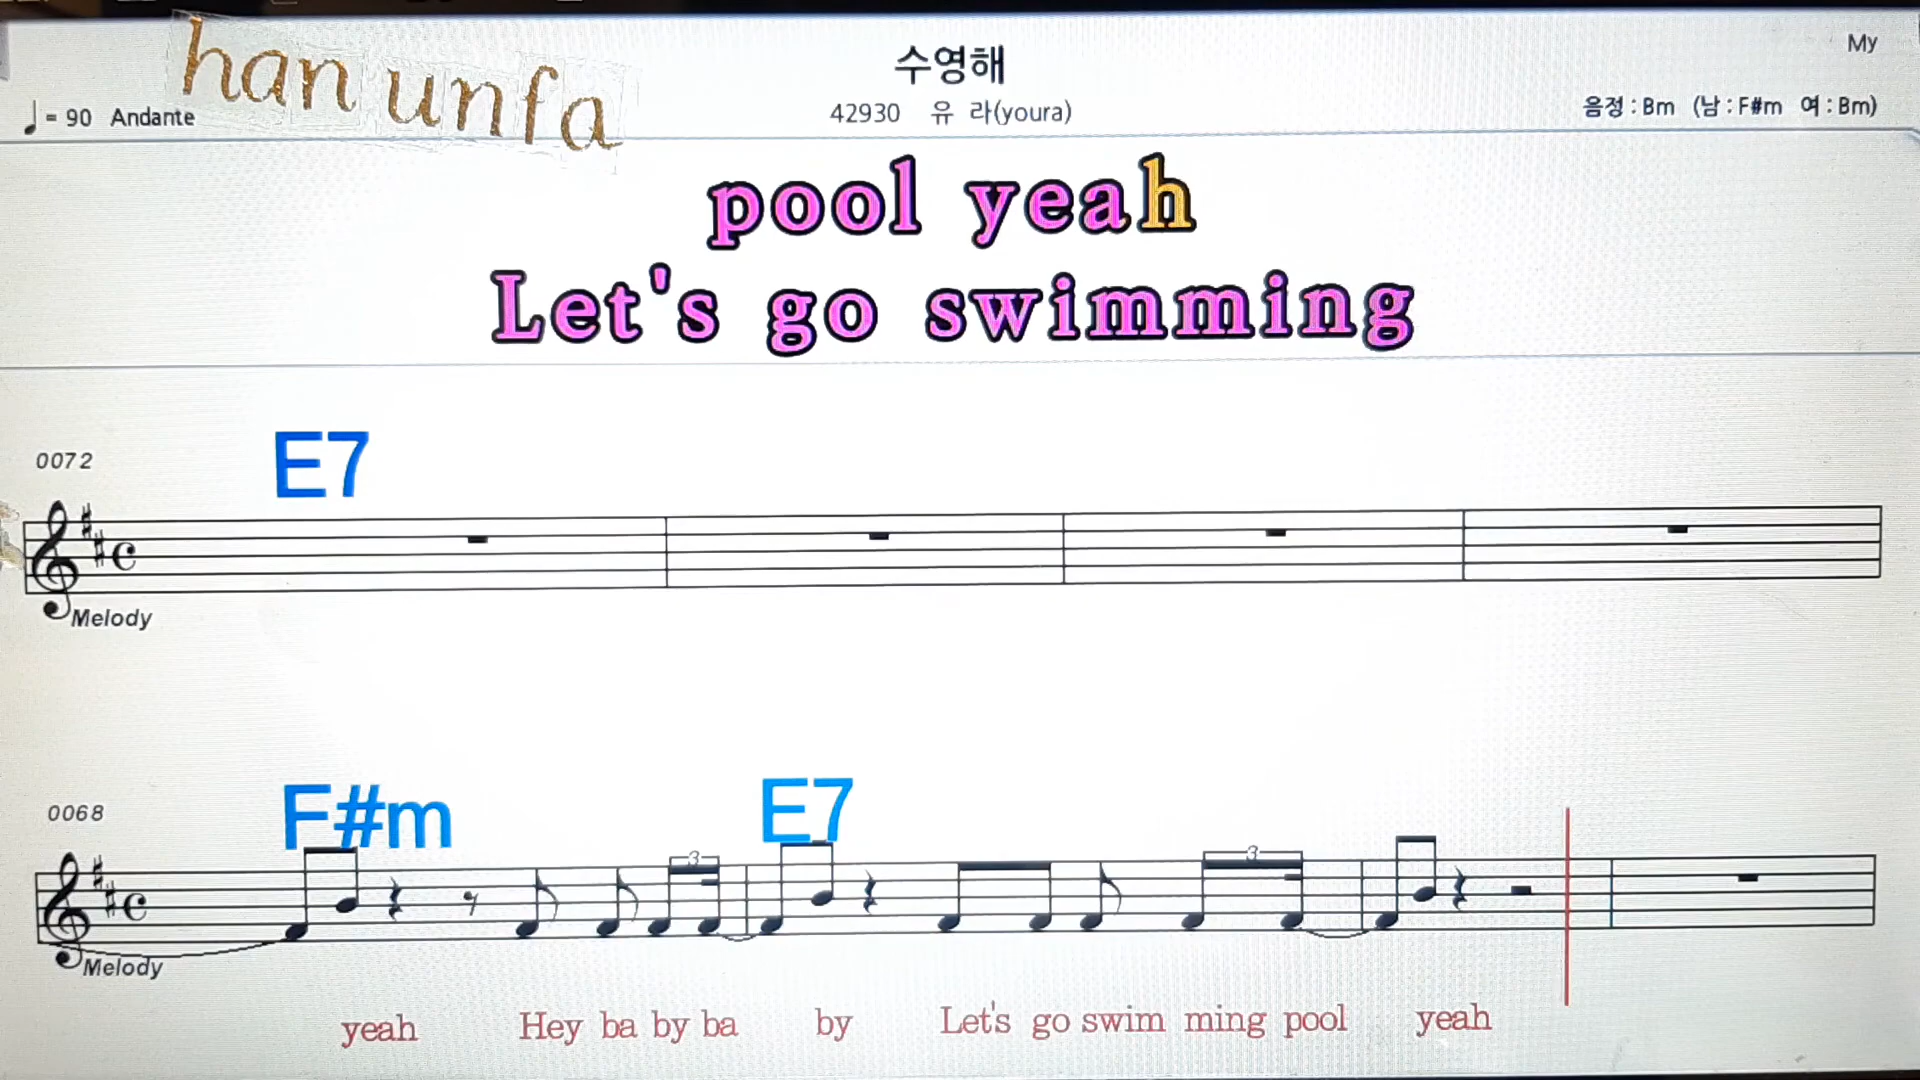 han unfa
수영해
My
♩= 90 Andante
42930 유 라(youra)
음정 : Bm (남 : F#m 여 : Bm)
pool yeah
Let's go swimming
E7
0072
Melody
F#m E7
0068
3 3
Melody
yeah Hey ba by ba by Let's go swim ming pool yeah